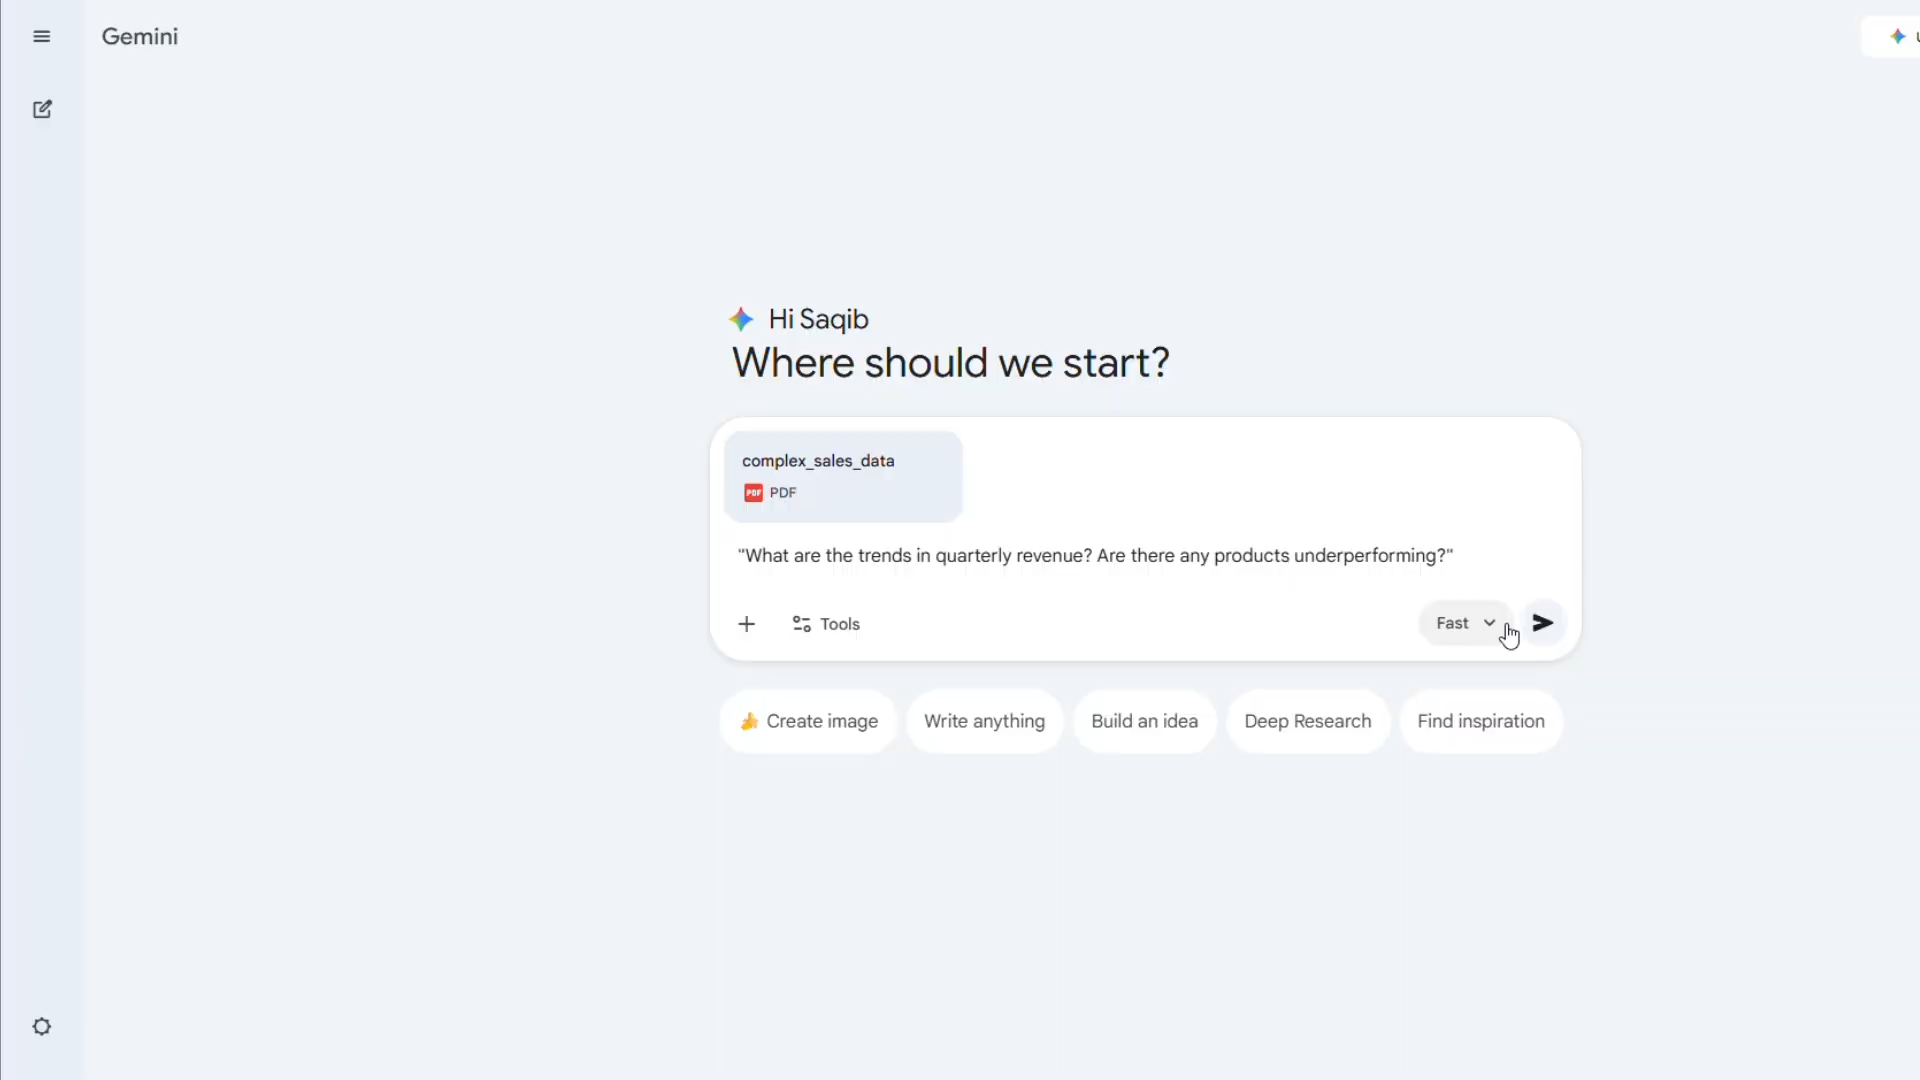 Gemini
Hi Saqib
Where should we start?
complex_sales_data
PDF PDF
"What are the trends in quarterly revenue? Are there any products underperforming?"
Tools
Fast
Create image
Write anything
Build an idea
Deep Research
Find inspiration